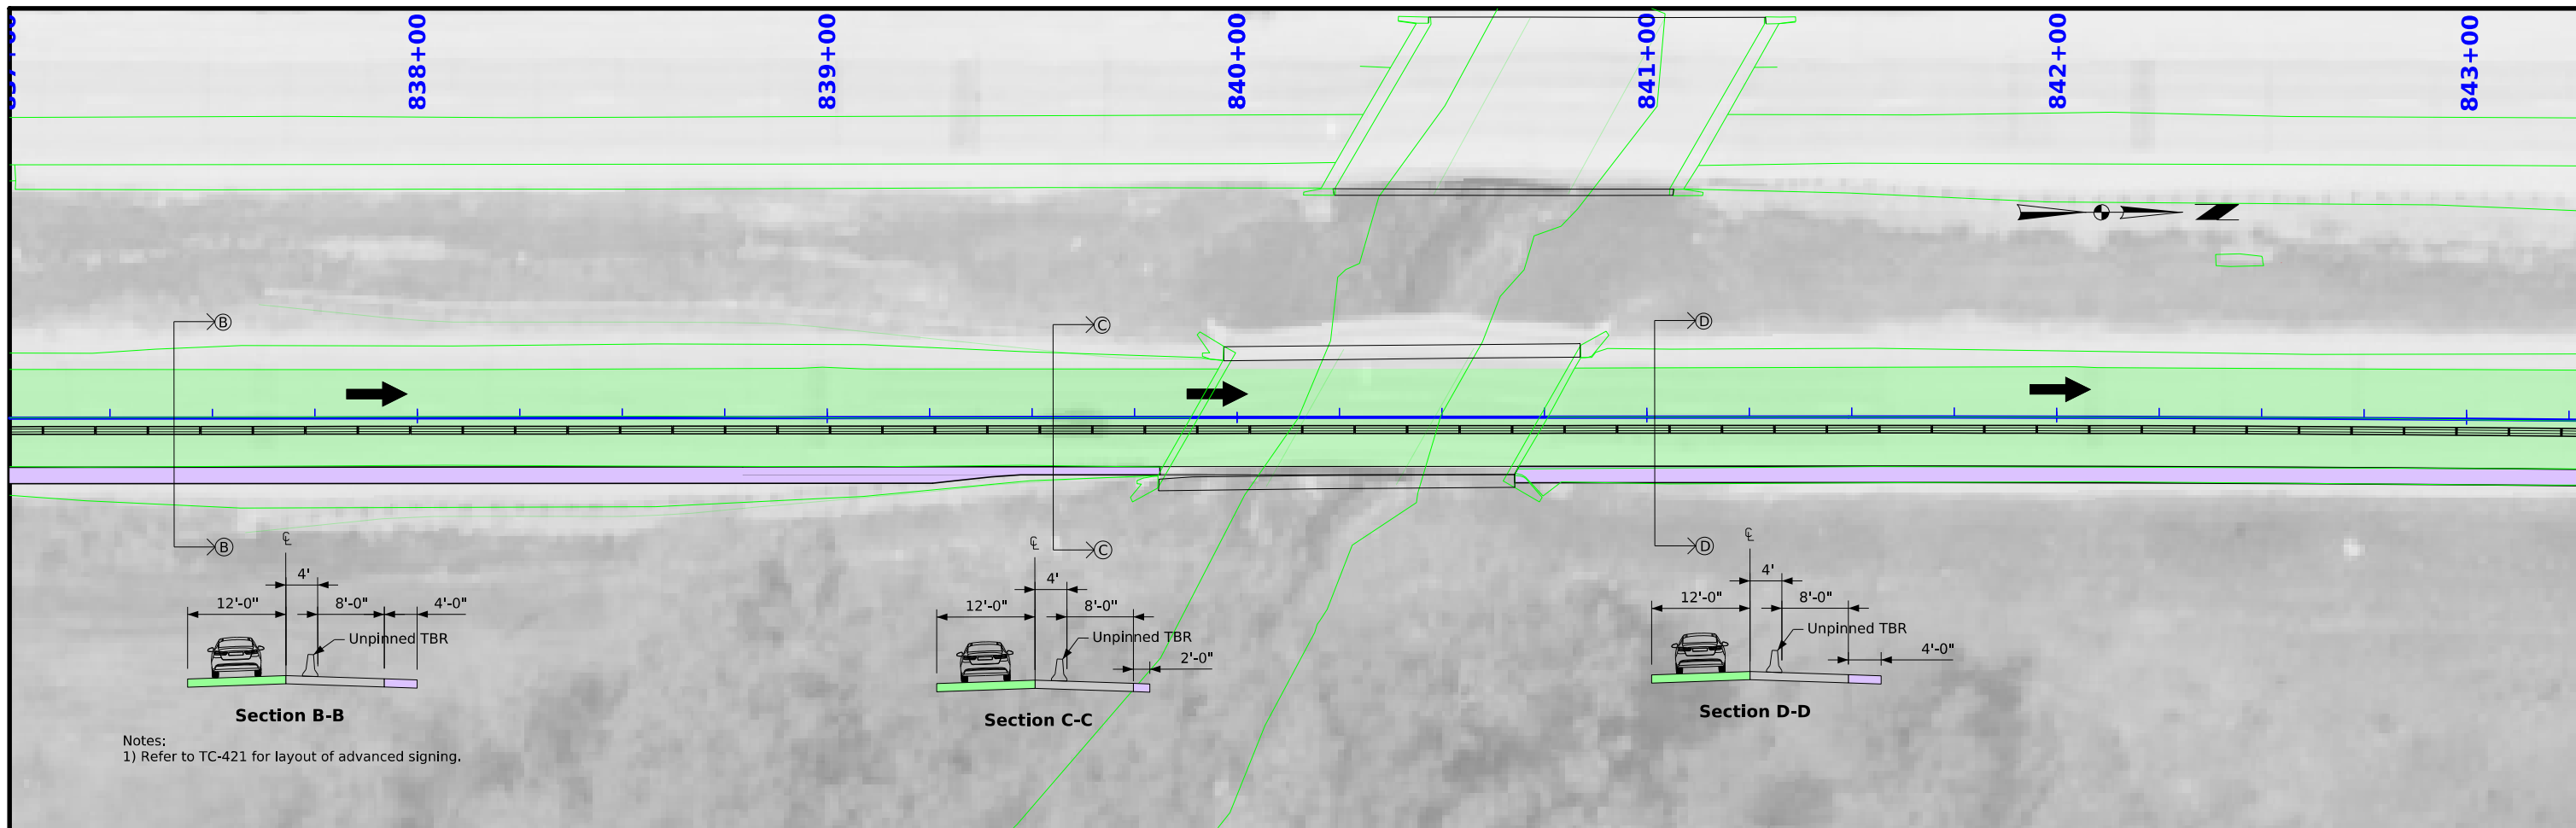 838+00
839+00
840+00
841+00
842+00
843+00
B
C
D
B
C
D
℄
4'
12'-0"
8'-0"
4'-0"
Unpinned TBR
Section B-B
℄
4'
12'-0"
8'-0"
Unpinned TBR
2'-0"
Section C-C
℄
4'
12'-0"
8'-0"
Unpinned TBR
4'-0"
Section D-D
Notes:
1) Refer to TC-421 for layout of advanced signing.